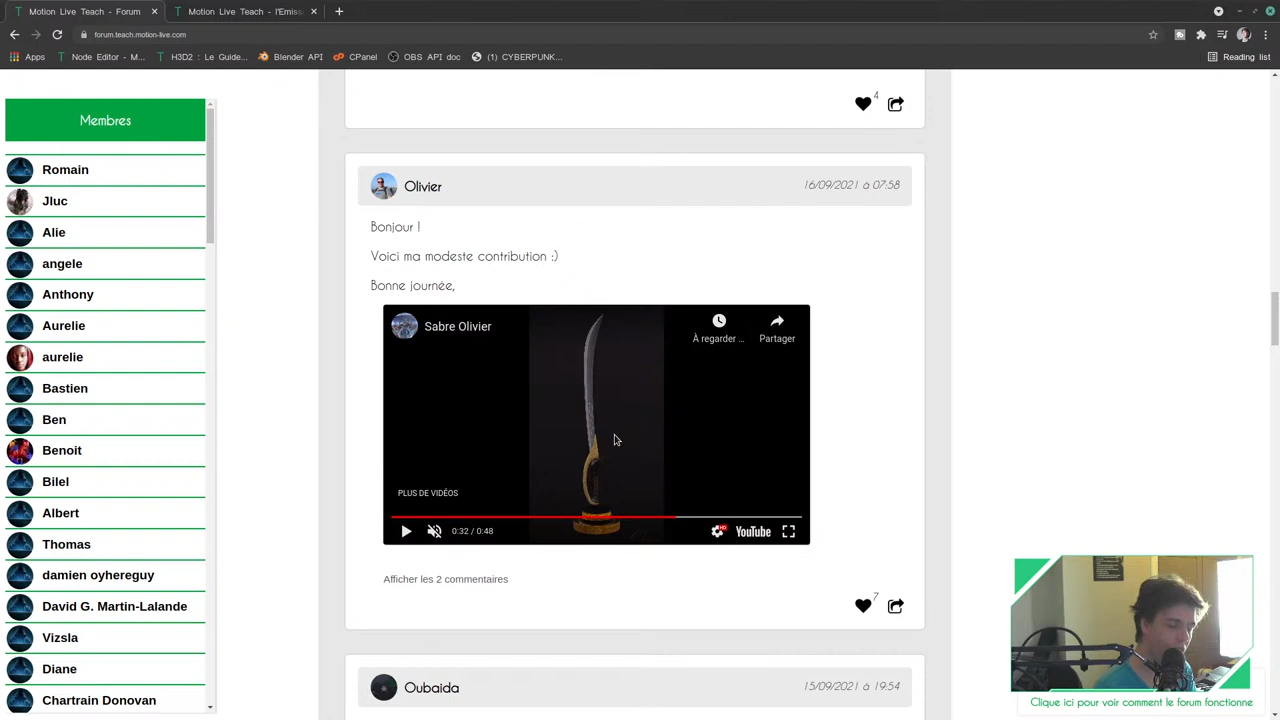 Motion Live Teach - Forum
Motion Live Teach - l'Emiss
forum.teach.motion-live.com
Apps
Node Editor - M...
H3D2 : Le Guide...
Blender API
CPanel
OBS API doc
(1) CYBERPUNK...
Reading list
Membres
Romain
Jluc
Alie
angele
Anthony
Aurelie
aurelie
Bastien
Ben
Benoit
Bilel
Albert
Thomas
damien oyhereguy
David G. Martin-Lalande
Vizsla
Diane
Chartrain Donovan
4
Olivier
16/09/2021 à 07:58
Bonjour !
Voici ma modeste contribution :)
Bonne journée,
Sabre Olivier
À regarder ...
Partager
PLUS DE VIDÉOS
0:32 / 0:48
HD
YouTube
Afficher les 2 commentaires
7
Oubaida
15/09/2021 à 19:54
Clique ici pour voir comment le forum fonctionne